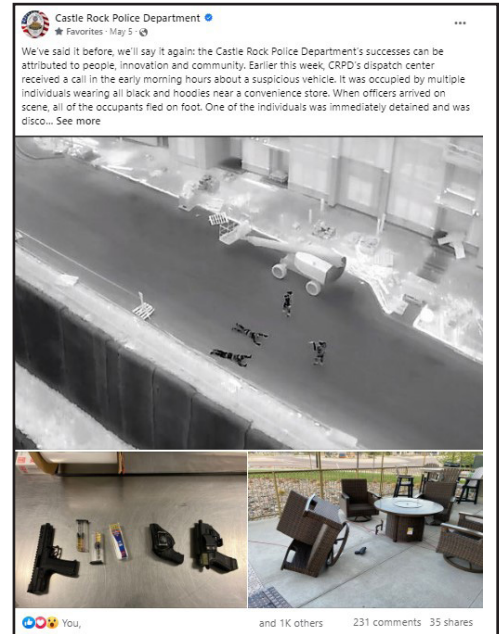 Castle Rock Police Department
Favorites · May 5 ·
We've said it before, we'll say it again: the Castle Rock Police Department's successes can be
attributed to people, innovation and community. Earlier this week, CRPD's dispatch center
received a call in the early morning hours about a suspicious vehicle. It was occupied by multiple
individuals wearing all black and hoodies near a convenience store. When officers arrived on
scene, all of the occupants fled on foot. One of the individuals was immediately detained and was
disco... See more
You, and 1K others 231 comments 35 shares